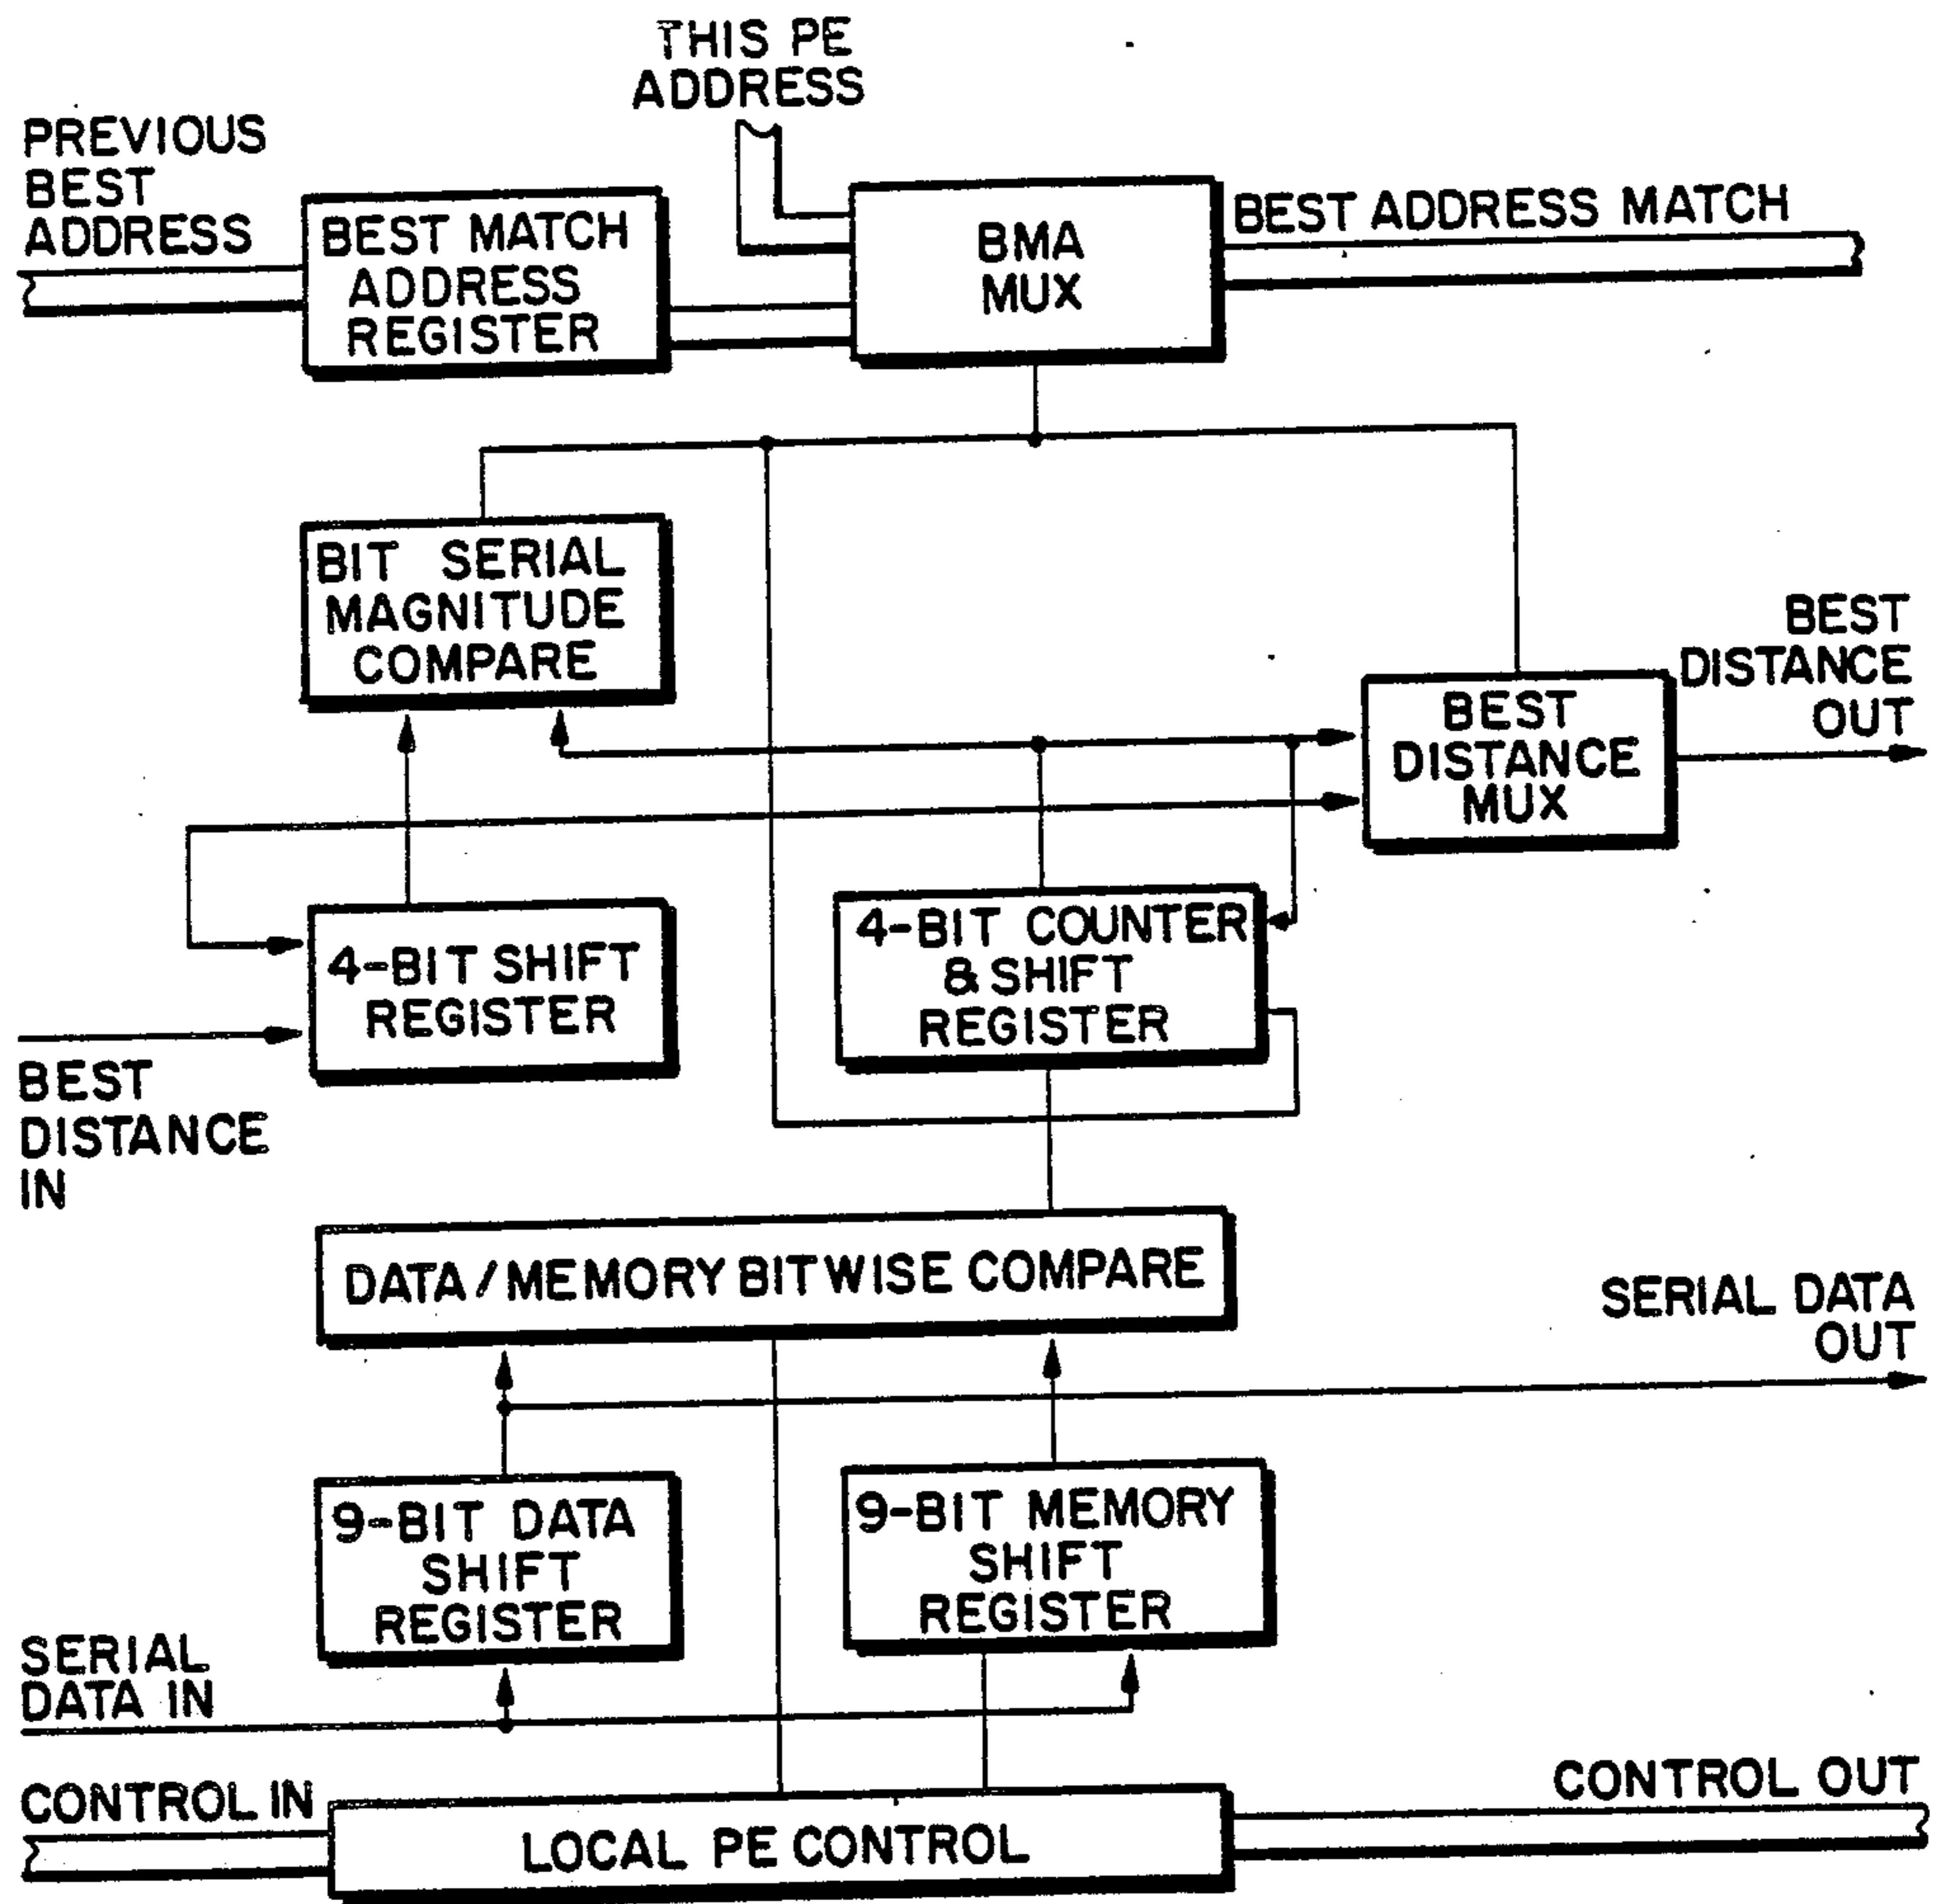 THIS PE
ADDRESS
PREVIOUS
BEST
ADDRESS
BEST MATCH
ADDRESS
REGISTER
BMA
MUX
BEST ADDRESS MATCH
BIT SERIAL
MAGNITUDE
COMPARE
BEST
DISTANCE
OUT
BEST
DISTANCE
MUX
4-BIT SHIFT
REGISTER
4-BIT COUNTER
& SHIFT
REGISTER
BEST
DISTANCE
IN
DATA/MEMORY BITWISE COMPARE
SERIAL DATA
OUT
9-BIT DATA
SHIFT
REGISTER
9-BIT MEMORY
SHIFT
REGISTER
SERIAL
DATA IN
CONTROL IN
LOCAL PE CONTROL
CONTROL OUT